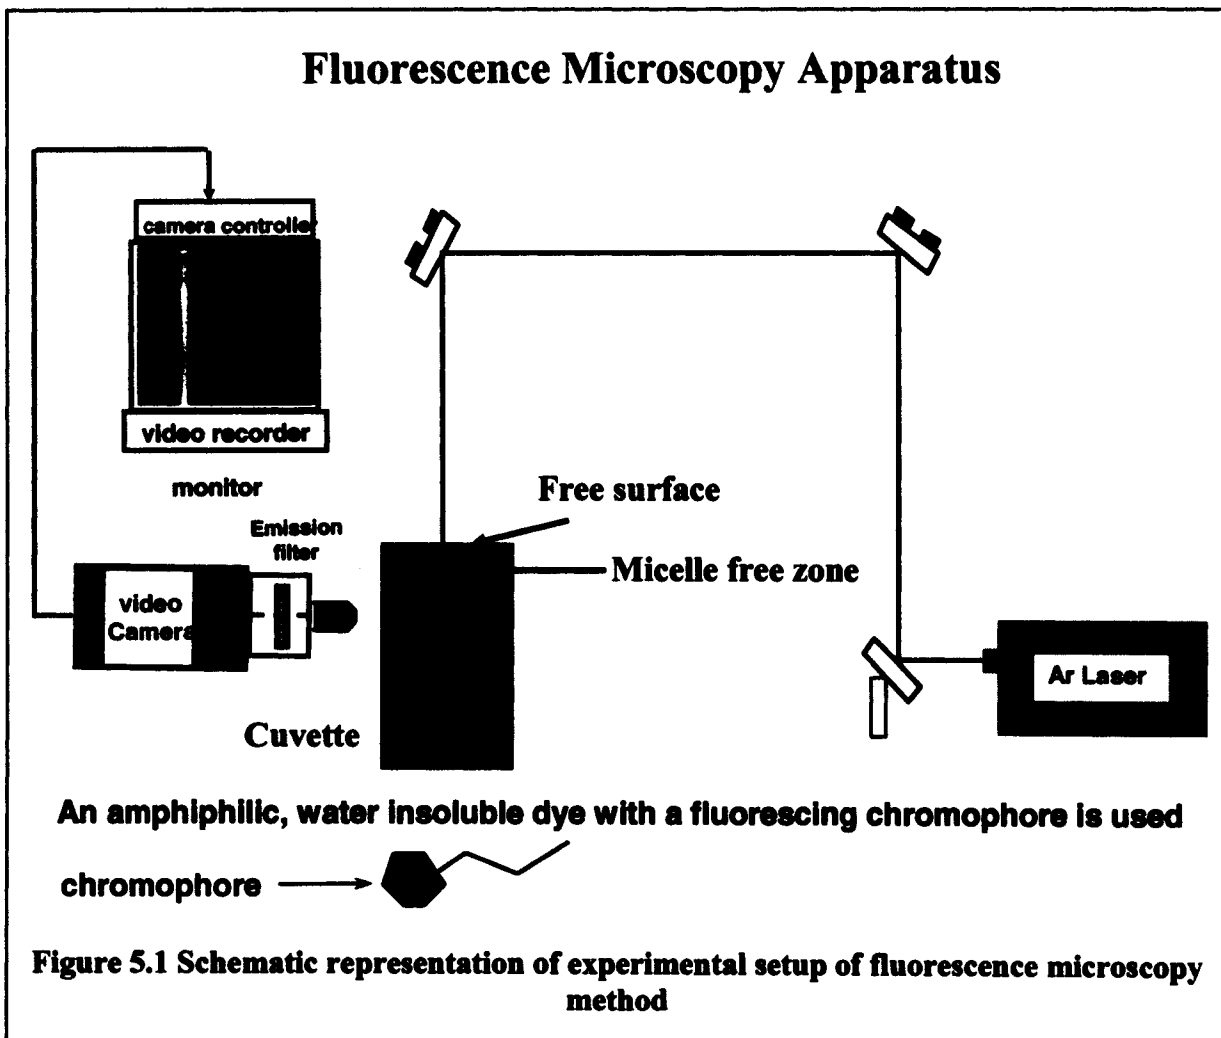 Fluorescence Microscopy Apparatus
camera controller
video recorder
monitor
Emission
filter
video
Camera
Free surface
Micelle free zone
Ar Laser
Cuvette
An amphiphilic, water insoluble dye with a fluorescing chromophore is used
chromophore
Figure 5.1 Schematic representation of experimental setup of fluorescence microscopy
method